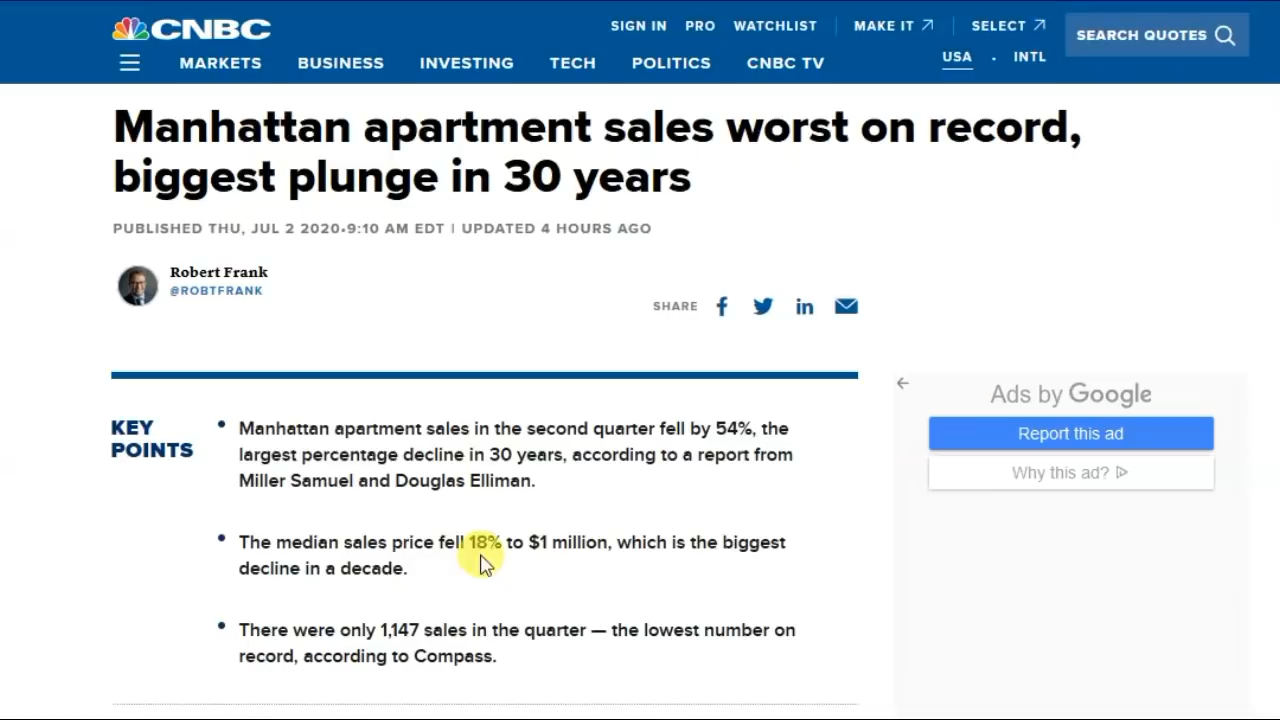 CNBC
SIGN IN PRO WATCHLIST MAKE IT SELECT
SEARCH QUOTES
MARKETS BUSINESS INVESTING TECH POLITICS CNBC TV
USA · INTL
Manhattan apartment sales worst on record,
biggest plunge in 30 years
PUBLISHED THU, JUL 2 2020•9:10 AM EDT | UPDATED 4 HOURS AGO
Robert Frank
@ROBTFRANK
SHARE
KEY
POINTS
• Manhattan apartment sales in the second quarter fell by 54%, the
largest percentage decline in 30 years, according to a report from
Miller Samuel and Douglas Elliman.
• The median sales price fell 18% to $1 million, which is the biggest
decline in a decade.
• There were only 1,147 sales in the quarter — the lowest number on
record, according to Compass.
Ads by Google
Report this ad
Why this ad?